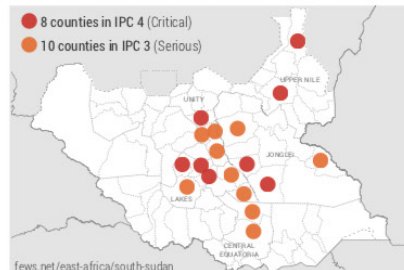 8 counties in IPC 4 (Critical)
10 counties in IPC 3 (Serious)
UPPER NILE
UNITY
JONGLEI
LAKES
CENTRAL
EQUATORIA
fews.net/east-africa/south-sudan